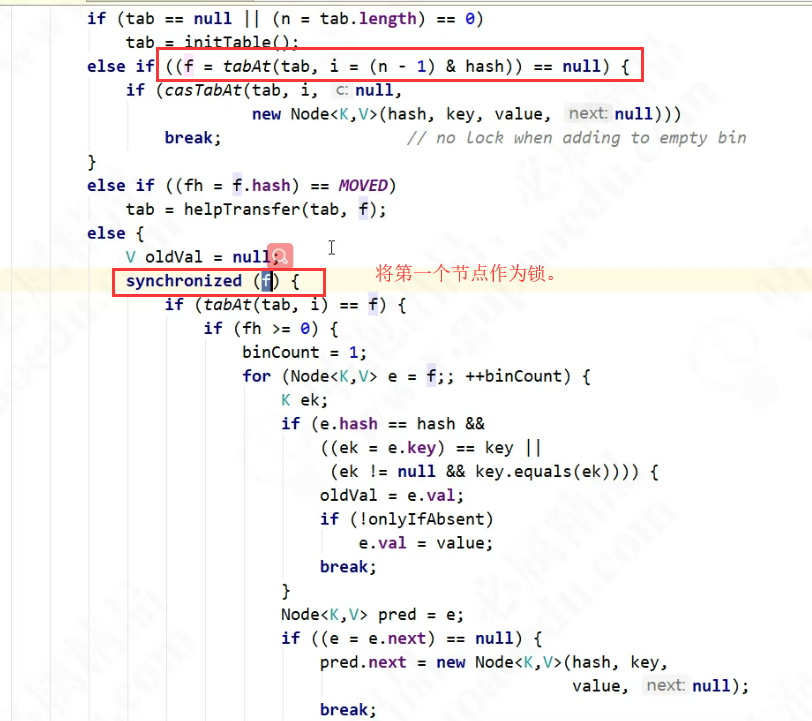 if (tab == null || (n = tab.length) == 0)
tab = initTable();
else if ((f = tabAt(tab, i = (n - 1) & hash)) == null) {
if (casTabAt(tab, i, c: null,
new Node<K,V>(hash, key, value, next: null)))
break; // no lock when adding to empty bin
}
else if ((fh = f.hash) == MOVED)
tab = helpTransfer(tab, f);
else {
V oldVal = null;
synchronized (f) { 将第一个节点作为锁。
if (tabAt(tab, i) == f) {
if (fh >= 0) {
binCount = 1;
for (Node<K,V> e = f;; ++binCount) {
K ek;
if (e.hash == hash &&
((ek = e.key) == key ||
(ek != null && key.equals(ek)))) {
oldVal = e.val;
if (!onlyIfAbsent)
e.val = value;
break;
}
Node<K,V> pred = e;
if ((e = e.next) == null) {
pred.next = new Node<K,V>(hash, key,
value, next: null);
break;